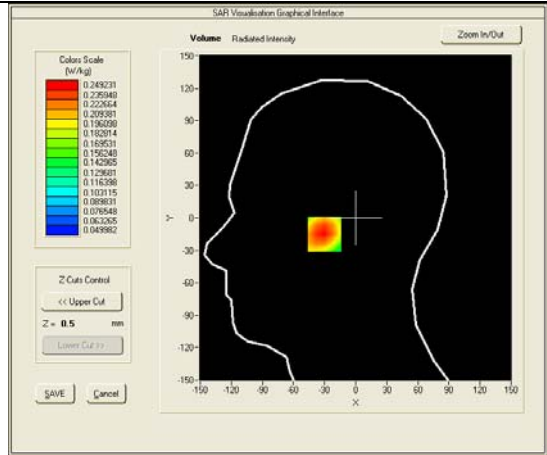 SAR Visualisation Graphical Interface
Volume Radiated Intensity
Zoom In/Out
Colors Scale
(W/kg)
0.249231
0.235948
0.222664
0.209381
0.196098
0.182814
0.169531
0.156248
0.142965
0.129681
0.116398
0.103115
0.089831
0.076548
0.063265
0.049982
Z Cuts Control
<< Upper Cut
Z = 0.5 mm
Lower Cut >>
SAVE
Cancel
150-
120-
90-
60-
30-
0-
-30-
-60-
-90-
-120-
-150-
Y
-150 -120 -90 -60 -30 0 30 60 90 120 150
X